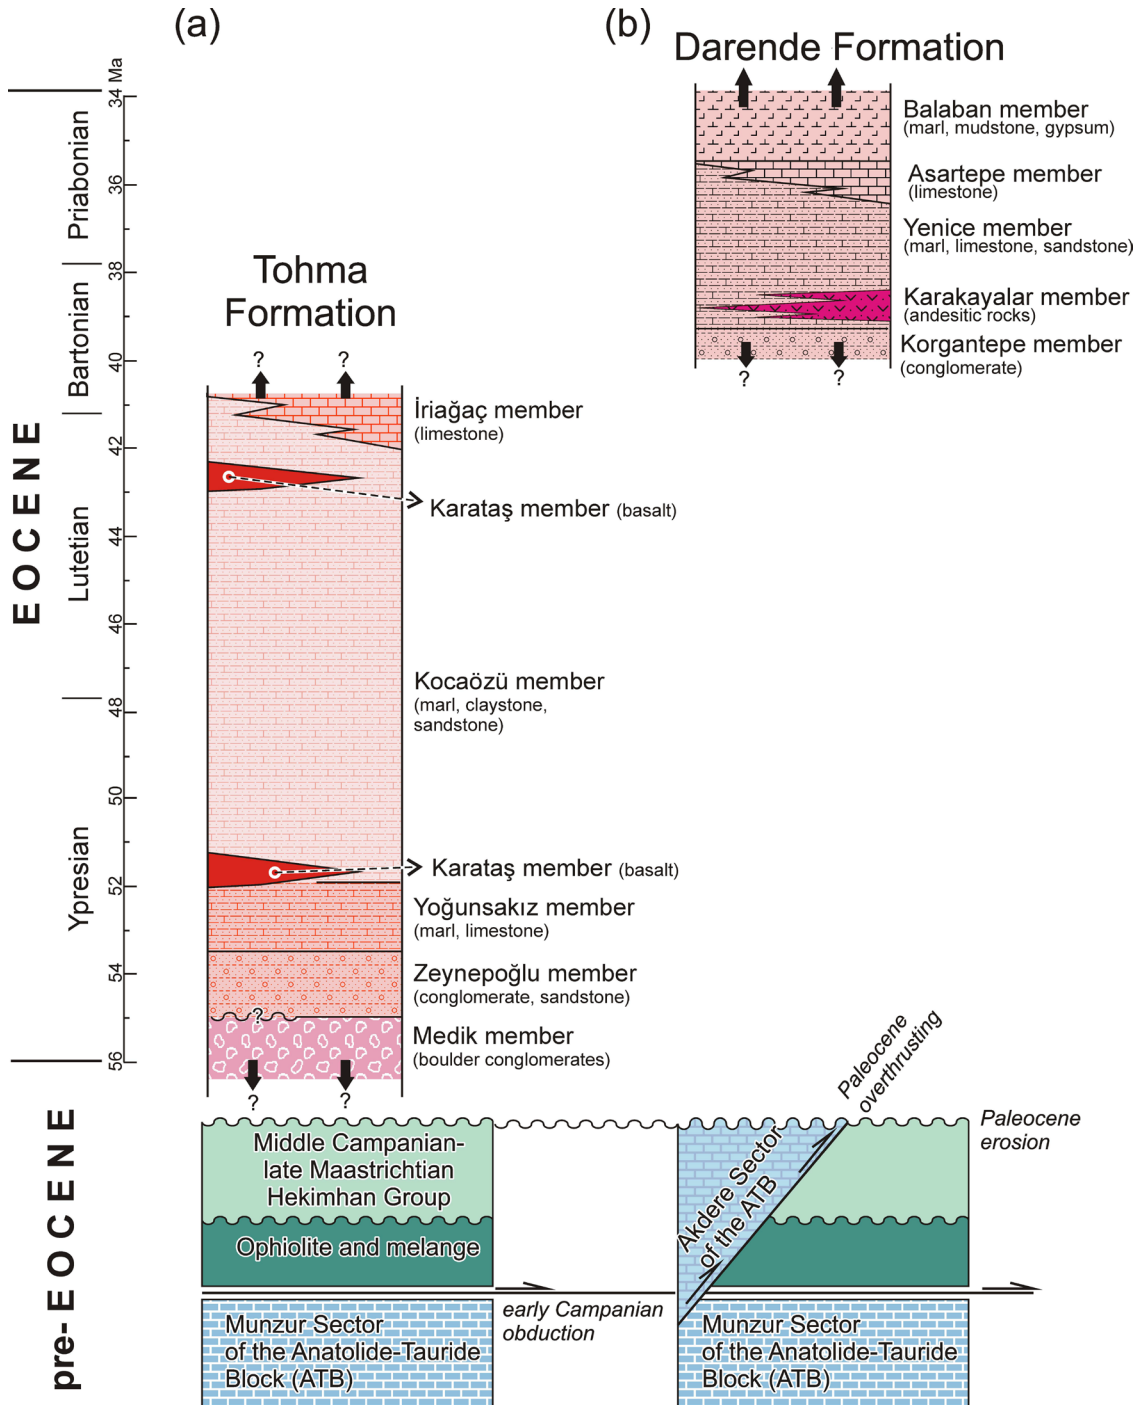 (a)
(b)
Darende Formation
34 Ma
36
38
40
42
44
46
48
50
52
54
56
EOCENE
Priabonian
Bartonian
Lutetian
Ypresian
pre-EOCENE
Balaban member
(marl, mudstone, gypsum)
Asartepe member
(limestone)
Yenice member
(marl, limestone, sandstone)
Karakayalar member
(andesitic rocks)
Korgantepe member
(conglomerate)
?
?
Tohma
Formation
?
?
İriağaç member
(limestone)
Karataş member (basalt)
Kocaözü member
(marl, claystone,
sandstone)
Karataş member (basalt)
Yoğunsakız member
(marl, limestone)
Zeynepoğlu member
(conglomerate, sandstone)
?
Medik member
(boulder conglomerates)
?
?
Paleocene
overthrusting
Paleocene
erosion
Middle Campanian-
late Maastrichtian
Hekimhan Group
Ophiolite and melange
Akdere Sector
of the ATB
early Campanian
obduction
Munzur Sector
of the Anatolide-Tauride
Block (ATB)
Munzur Sector
of the Anatolide-Tauride
Block (ATB)